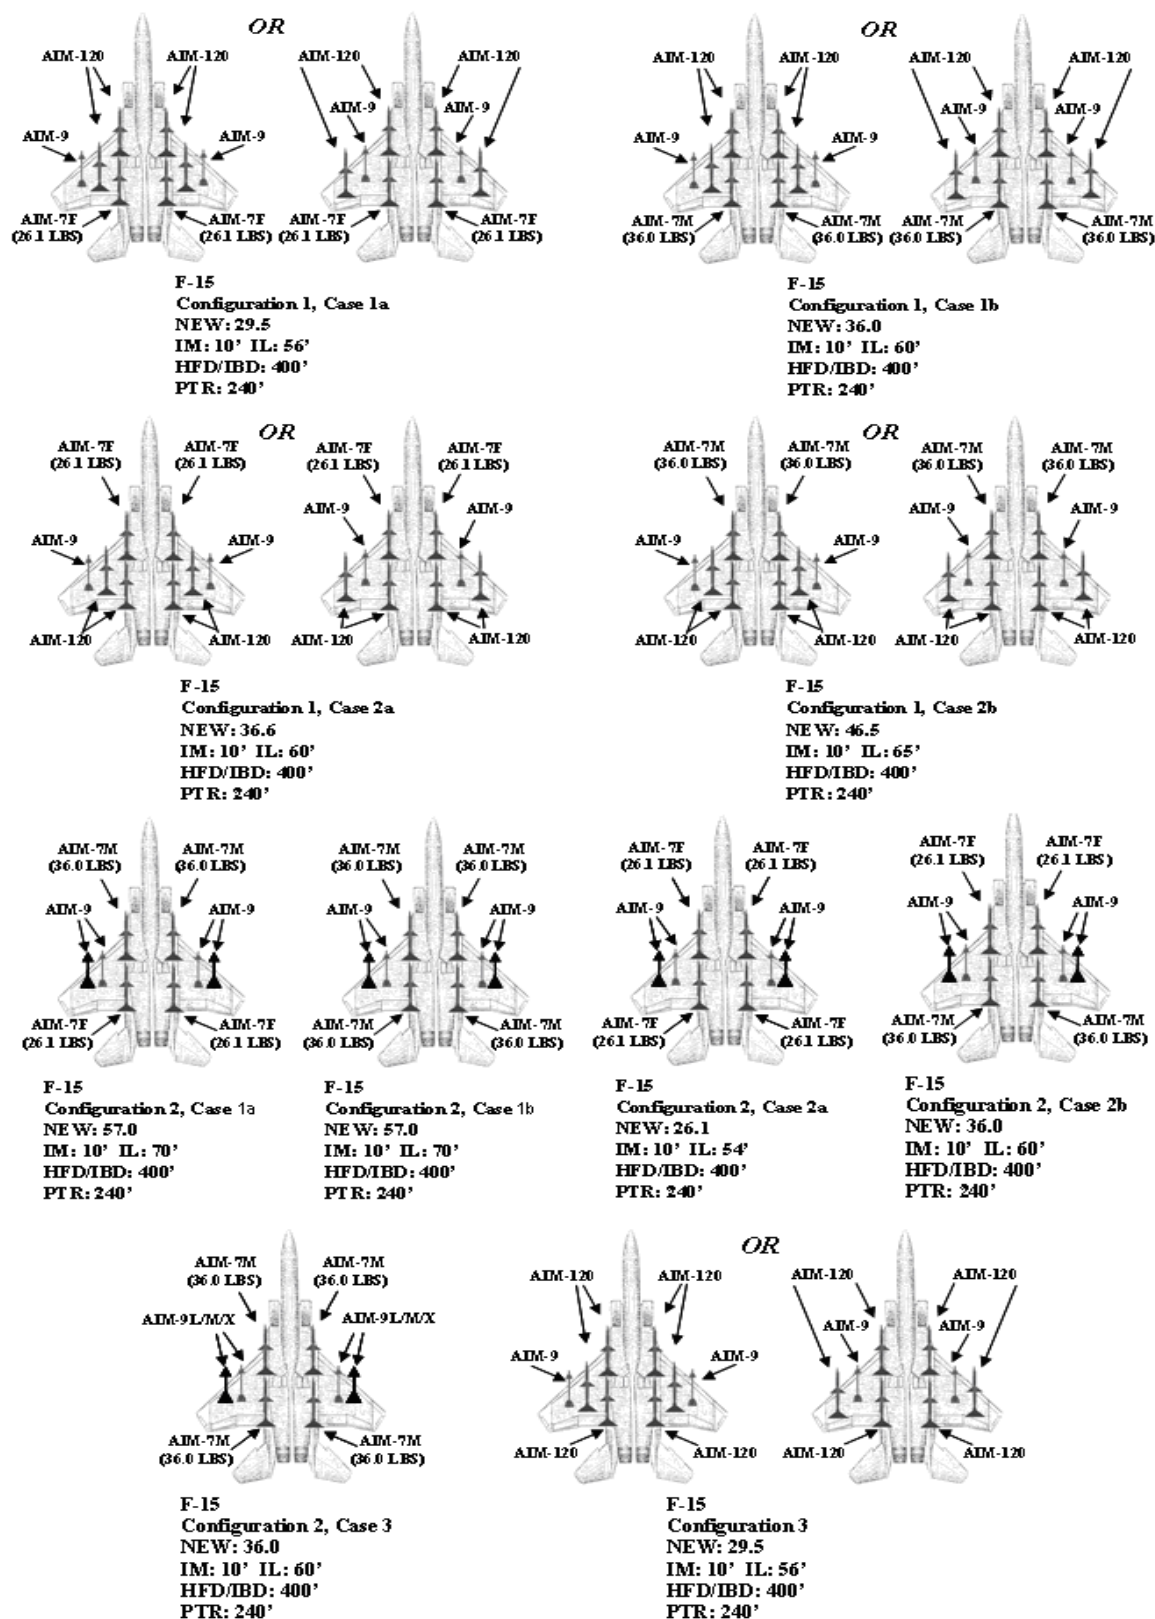 OR
AIM-120 AIM-120 AIM-120 AIM-120
AIM-9 AIM-9
AIM-9 AIM-9
AIM-7F AIM-7F AIM-7F AIM-7F
(26.1 LBS) (26.1 LBS) (26.1 LBS) (26.1 LBS)
F-15
Configuration 1, Case 1a
NEW: 29.5
IM: 10’ IL: 56’
HFD/IBD: 400’
PTR: 240’
OR
AIM-120 AIM-120 AIM-120 AIM-120
AIM-9 AIM-9
AIM-9 AIM-9
AIM-7M AIM-7M AIM-7M AIM-7M
(36.0 LBS) (36.0 LBS) (36.0 LBS) (36.0 LBS)
F-15
Configuration 1, Case 1b
NEW: 36.0
IM: 10’ IL: 60’
HFD/IBD: 400’
PTR: 240’
OR
AIM-7F AIM-7F AIM-7F AIM-7F
(26.1 LBS) (26.1 LBS) (26.1 LBS) (26.1 LBS)
AIM-9 AIM-9
AIM-9 AIM-9
AIM-120 AIM-120 AIM-120 AIM-120
F-15
Configuration 1, Case 2a
NEW: 36.6
IM: 10’ IL: 60’
HFD/IBD: 400’
PTR: 240’
OR
AIM-7M AIM-7M AIM-7M AIM-7M
(36.0 LBS) (36.0 LBS) (36.0 LBS) (36.0 LBS)
AIM-9 AIM-9
AIM-9 AIM-9
AIM-120 AIM-120 AIM-120 AIM-120
F-15
Configuration 1, Case 2b
NEW: 46.5
IM: 10’ IL: 65’
HFD/IBD: 400’
PTR: 240’
AIM-7M AIM-7M
(36.0 LBS) (36.0 LBS)
AIM-9 AIM-9
AIM-7F AIM-7F
(26.1 LBS) (26.1 LBS)
F-15
Configuration 2, Case 1a
NEW: 57.0
IM: 10’ IL: 70’
HFD/IBD: 400’
PTR: 240’
AIM-7M AIM-7M
(36.0 LBS) (36.0 LBS)
AIM-9 AIM-9
AIM-7M AIM-7M
(36.0 LBS) (36.0 LBS)
F-15
Configuration 2, Case 1b
NEW: 57.0
IM: 10’ IL: 70’
HFD/IBD: 400’
PTR: 240’
AIM-7F AIM-7F
(26.1 LBS) (26.1 LBS)
AIM-9 AIM-9
AIM-7F AIM-7F
(26.1 LBS) (26.1 LBS)
F-15
Configuration 2, Case 2a
NEW: 26.1
IM: 10’ IL: 54’
HFD/IBD: 400’
PTR: 240’
AIM-7F AIM-7F
(26.1 LBS) (26.1 LBS)
AIM-9 AIM-9
AIM-7M AIM-7M
(36.0 LBS) (36.0 LBS)
F-15
Configuration 2, Case 2b
NEW: 36.0
IM: 10’ IL: 60’
HFD/IBD: 400’
PTR: 240’
AIM-7M AIM-7M
(36.0 LBS) (36.0 LBS)
AIM-9L/M/X AIM-9L/M/X
AIM-7M AIM-7M
(36.0 LBS) (36.0 LBS)
F-15
Configuration 2, Case 3
NEW: 36.0
IM: 10’ IL: 60’
HFD/IBD: 400’
PTR: 240’
OR
AIM-120 AIM-120 AIM-120 AIM-120
AIM-9 AIM-9
AIM-9 AIM-9
AIM-120 AIM-120 AIM-120 AIM-120
F-15
Configuration 3
NEW: 29.5
IM: 10’ IL: 56’
HFD/IBD: 400’
PTR: 240’